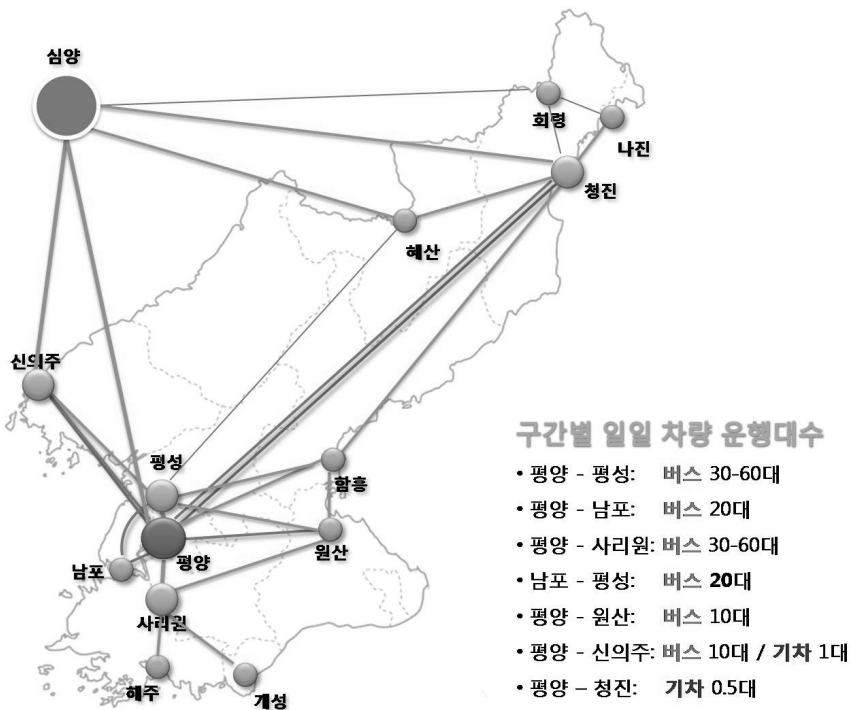 심양
회령
나진
청진
혜산
신의주
평성
함흥
평양
원산
남포
사리원
해주
개성
구간별 일일 차량 운행대수
• 평양 - 평성: 버스 30-60대
• 평양 - 남포: 버스 20대
• 평양 - 사리원: 버스 30-60대
• 남포 - 평성: 버스 20대
• 평양 - 원산: 버스 10대
• 평양 - 신의주: 버스 10대 / 기차 1대
• 평양 – 청진: 기차 0.5대